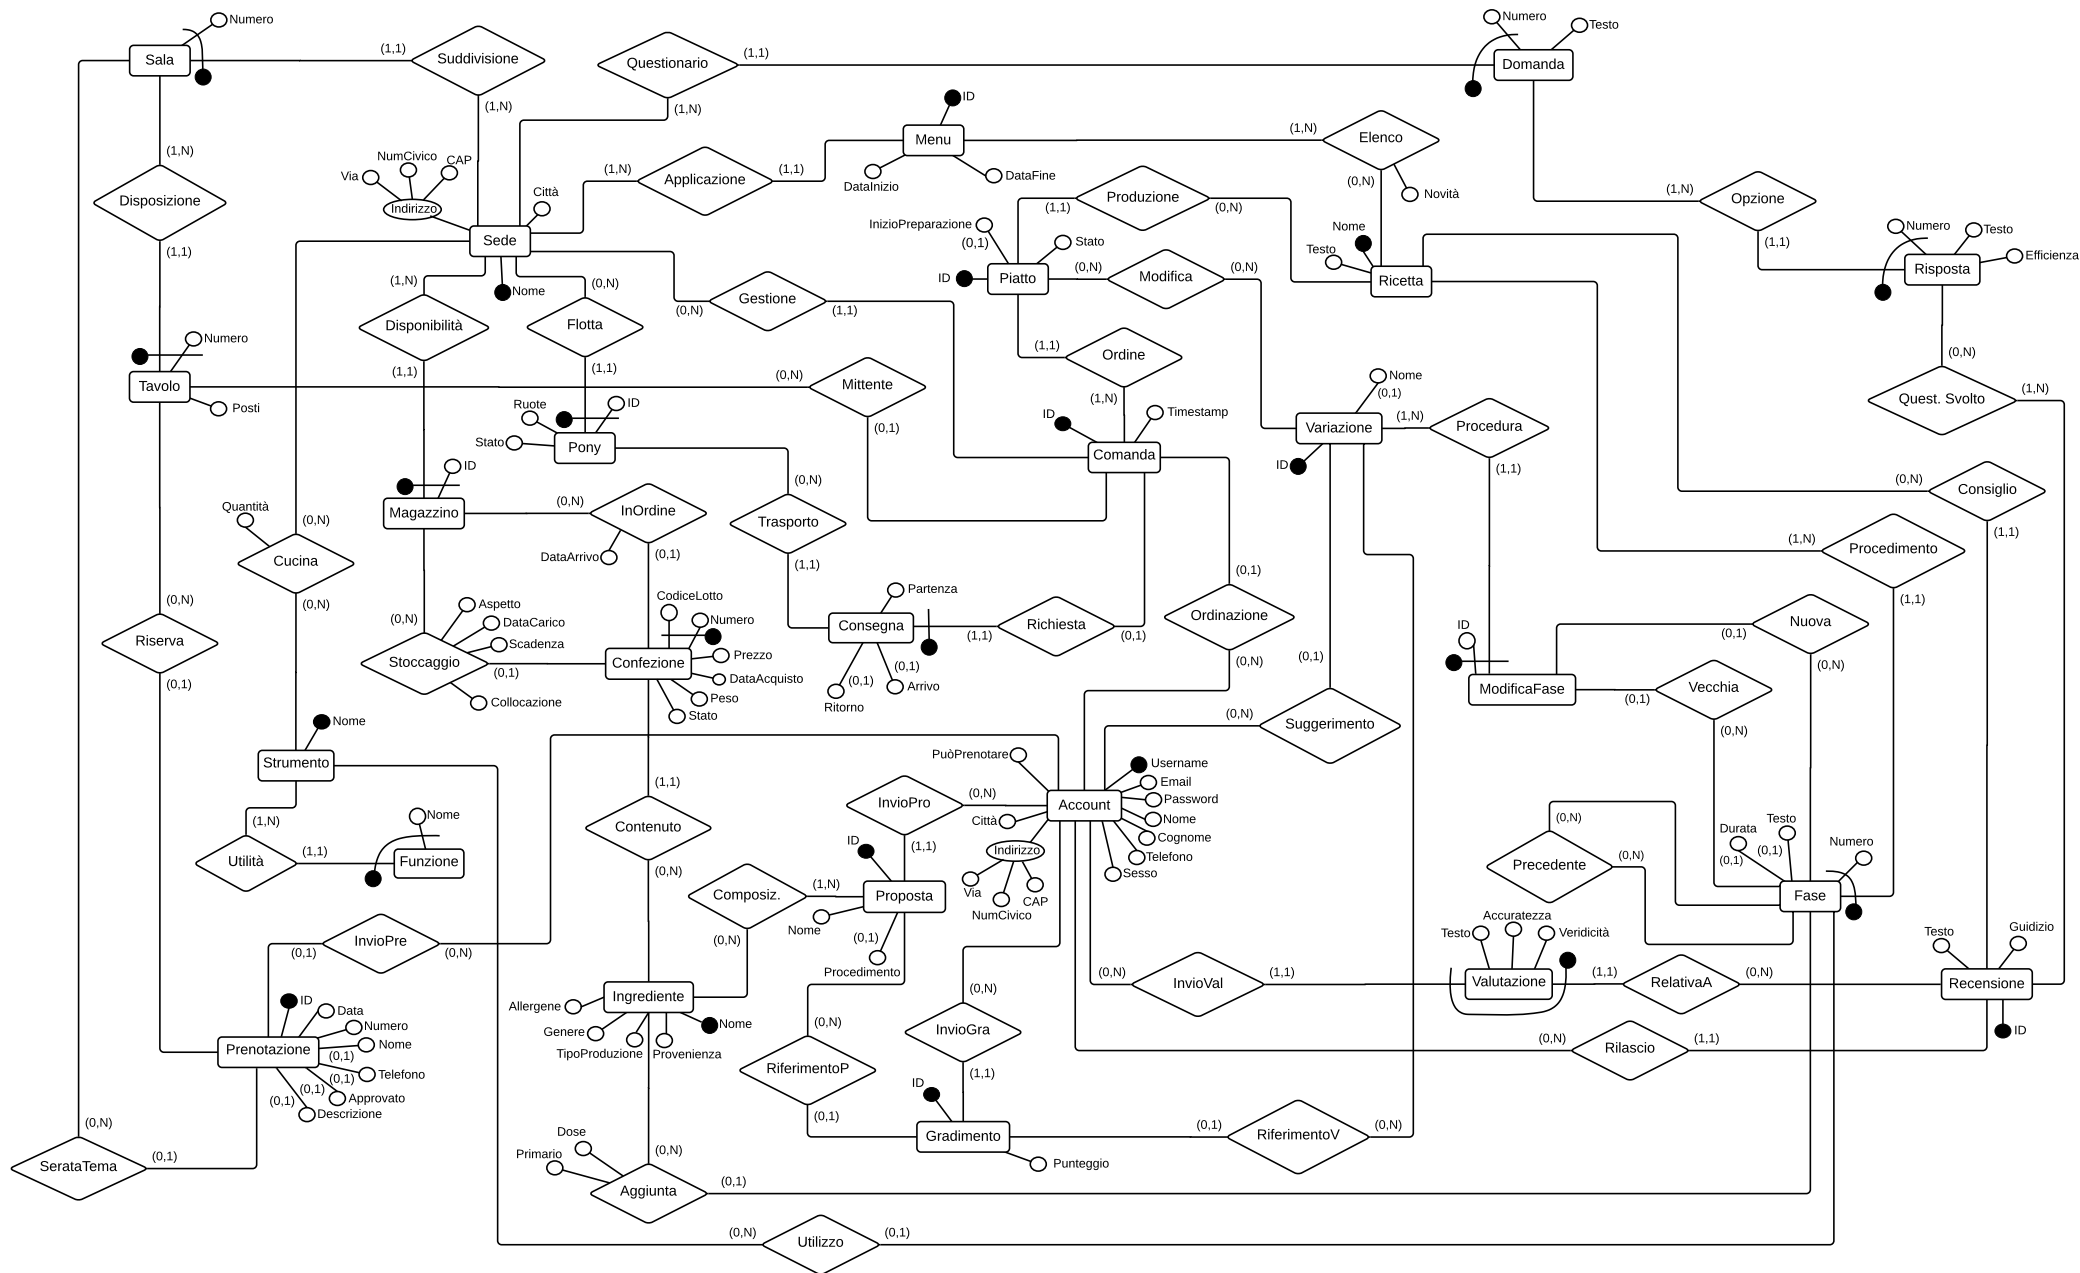 Numero
Sala
(1,1)
Suddivisione
(1,N)
Questionario
(1,1)
(1,N)
Numero
Testo
Domanda
ID
Menu
DataInizio
DataFine
(1,N)
Elenco
(0,N)
Novità
(1,N)
Disposizione
(1,1)
NumCivico
CAP
Via
Indirizzo
Città
Sede
Nome
(1,N)
Applicazione
(1,1)
Produzione
(1,1)
(0,N)
InizioPreparazione
(0,1)
Stato
ID
Piatto
(0,N)
Modifica
(0,N)
Nome
Testo
Ricetta
(1,N)
Opzione
(1,1)
Numero
Testo
Efficienza
Risposta
(1,N)
Disponibilità
(1,1)
(0,N)
Flotta
(1,1)
(0,N)
Gestione
(1,1)
(1,1)
Ordine
(1,N)
(0,N)
Quest. Svolto
(1,N)
Numero
Tavolo
Posti
(0,N)
Mittente
(0,1)
Ruote
ID
Stato
Pony
ID
Timestamp
Comanda
Nome
(0,1)
Variazione
ID
(1,N)
Procedura
(1,1)
ID
Magazzino
(0,N)
InOrdine
DataArrivo
(0,1)
(0,N)
Trasporto
(1,1)
(0,N)
Consiglio
(1,1)
(1,N)
Procedimento
(1,1)
Quantità
(0,N)
Cucina
(0,N)
(0,N)
Riserva
(0,1)
(0,N)
Stoccaggio
(0,1)
Aspetto
DataCarico
Scadenza
Collocazione
CodiceLotto
Numero
Confezione
Prezzo
DataAcquisto
Peso
Stato
Partenza
Consegna
(0,1)
Ritorno
(0,1)
Arrivo
(1,1)
Richiesta
(0,1)
(0,1)
Ordinazione
(0,N)
(0,1)
Suggerimento
(0,N)
ID
ModificaFase
(0,1)
Nuova
(0,N)
(0,1)
Vecchia
(0,N)
Nome
Strumento
(1,N)
Utilità
(1,1)
Nome
Funzione
(1,1)
Contenuto
(0,N)
InvioPro
(0,N)
(1,1)
PuòPrenotare
Username
Email
Password
Nome
Cognome
Telefono
Sesso
Account
Città
Indirizzo
Via
NumCivico
CAP
ID
Proposta
Nome
(0,1)
Procedimento
Composiz.
(1,N)
(0,N)
(0,N)
Precedente
(0,N)
Durata
(0,1)
Testo
(0,1)
Numero
Fase
(0,1)
InvioPre
(0,N)
Allergene
Ingrediente
Genere
TipoProduzione
Provenienza
Nome
(0,N)
InvioVal
(1,1)
Testo
Accuratezza
Veridicità
Valutazione
(1,1)
RelativaA
(0,N)
Testo
Guidizio
Recensione
ID
ID
Data
Numero
Nome
Prenotazione
(0,1)
Telefono
(0,1)
Approvato
(0,1)
Descrizione
(0,1)
(0,N)
RiferimentoP
(0,1)
(0,N)
InvioGra
(1,1)
(0,N)
Rilascio
(1,1)
ID
Gradimento
Punteggio
(0,1)
RiferimentoV
(0,N)
(0,N)
SerataTema
(0,1)
Dose
Primario
(0,N)
Aggiunta
(0,1)
(0,N)
Utilizzo
(0,1)